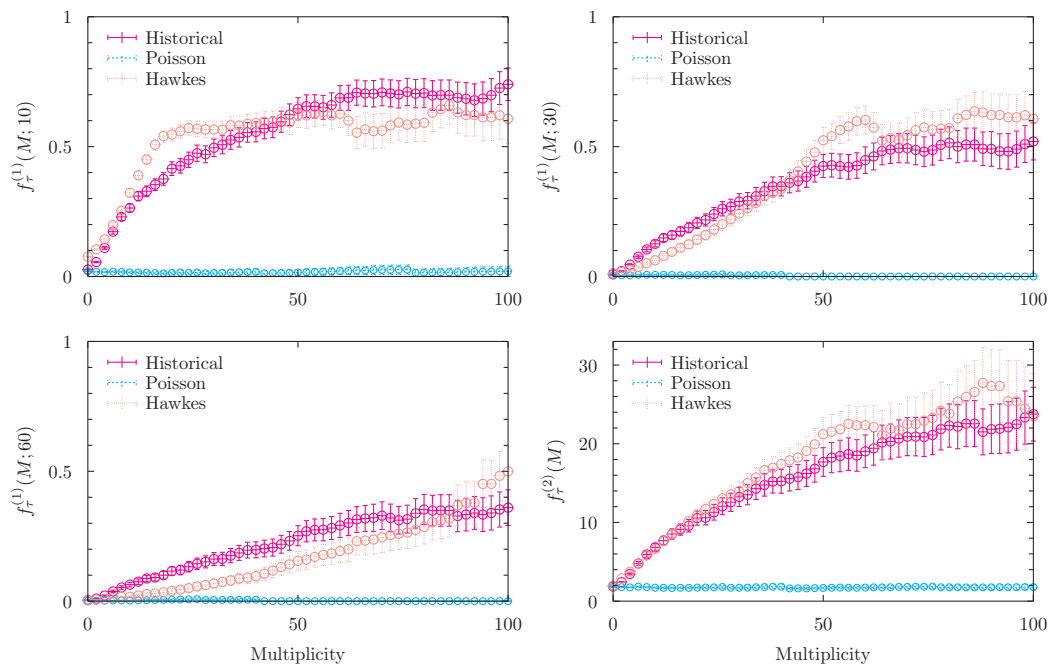 f_τ^(1)(M; 10)
1
0.5
0
0 50 100
Historical
Poisson
Hawkes
f_τ^(1)(M; 30)
1
0.5
0
0 50 100
Historical
Poisson
Hawkes
f_τ^(1)(M; 60)
1
0.5
0
0 50 100
Multiplicity
Historical
Poisson
Hawkes
f_τ^(2)(M)
30
20
10
0
0 50 100
Multiplicity
Historical
Poisson
Hawkes